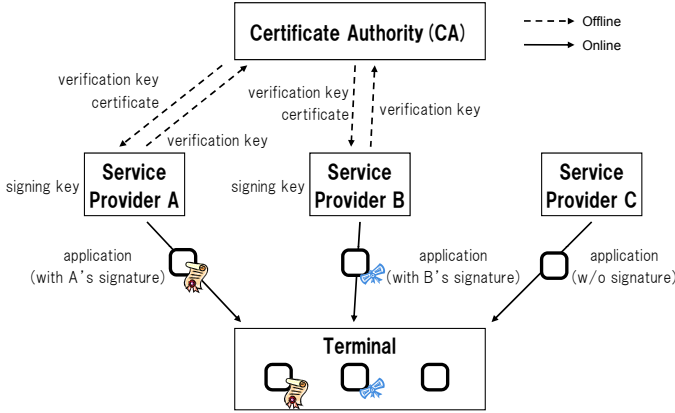 Certificate Authority (CA)
Offline
Online
verification key
certificate
verification key
verification key
certificate
verification key
signing key
Service
Provider A
signing key
Service
Provider B
Service
Provider C
application
(with A's signature)
application
(with B's signature)
application
(w/o signature)
Terminal